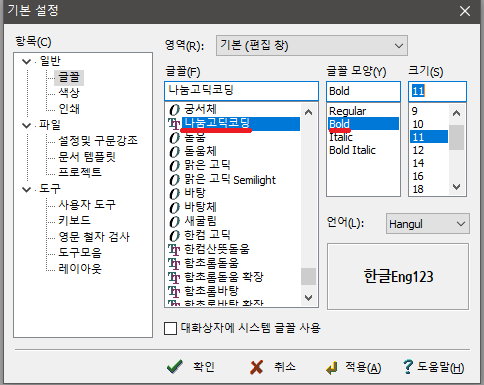 기본 설정
항목(C)
일반
글꼴
색상
인쇄
파일
설정및 구문강조
문서 템플릿
프로젝트
도구
사용자 도구
키보드
영문 철자 검사
도구모음
레이아웃
영역(R):
기본 (편집 창)
글꼴(F)
나눔고딕코딩
궁서체
나눔고딕코딩
돋움
돋움체
맑은 고딕
맑은 고딕 Semilight
바탕
바탕체
새굴림
한컴 고딕
한컴산뜻돋움
함초롬돋움
함초롬돋움 확장
함초롬바탕
함초롬바탕 확장
글꼴 모양(Y)
Bold
Regular
Bold
Italic
Bold Italic
크기(S)
11
9
10
11
12
14
16
18
언어(L):
Hangul
한글Eng123
대화상자에 시스템 글꼴 사용
확인
취소
적용(A)
도움말(H)